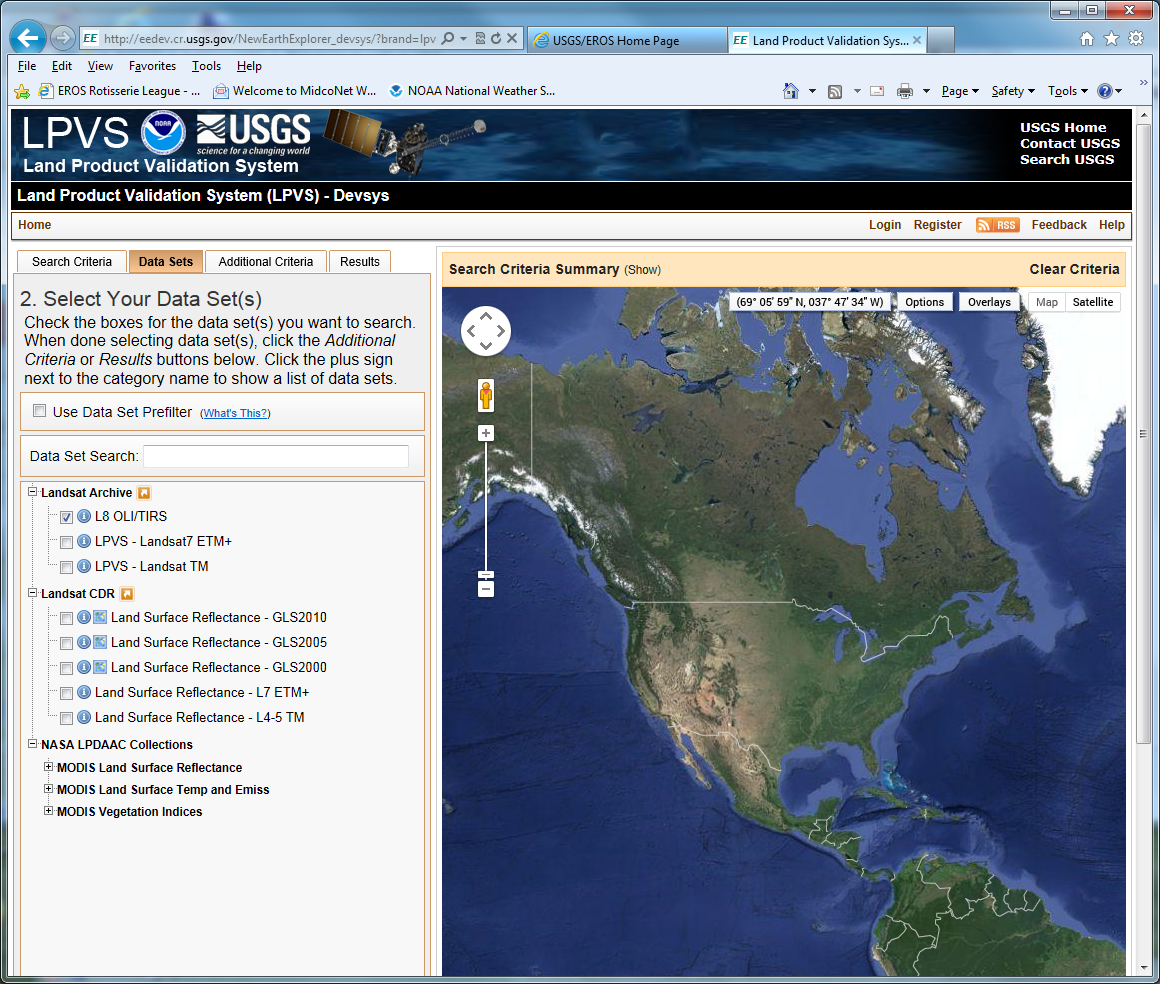 EE http://eedev.cr.usgs.gov/NewEarthExplorer_devsys/?brand=lpv
USGS/EROS Home Page
EE Land Product Validation Sys...
File Edit View Favorites Tools Help
EROS Rotisserie League - ... Welcome to MidcoNet W... NOAA National Weather S...
Page Safety Tools
LPVS NOAA USGS
science for a changing world
Land Product Validation System
USGS Home
Contact USGS
Search USGS
Land Product Validation System (LPVS) - Devsys
Home Login Register RSS Feedback Help
Search Criteria Data Sets Additional Criteria Results
2. Select Your Data Set(s)
Check the boxes for the data set(s) you want to search.
When done selecting data set(s), click the Additional
Criteria or Results buttons below. Click the plus sign
next to the category name to show a list of data sets.
Use Data Set Prefilter (What's This?)
Data Set Search:
Landsat Archive
L8 OLI/TIRS
LPVS - Landsat7 ETM+
LPVS - Landsat TM
Landsat CDR
Land Surface Reflectance - GLS2010
Land Surface Reflectance - GLS2005
Land Surface Reflectance - GLS2000
Land Surface Reflectance - L7 ETM+
Land Surface Reflectance - L4-5 TM
NASA LPDAAC Collections
MODIS Land Surface Reflectance
MODIS Land Surface Temp and Emiss
MODIS Vegetation Indices
Search Criteria Summary (Show) Clear Criteria
(69° 05' 59" N, 037° 47' 34" W) Options Overlays Map Satellite